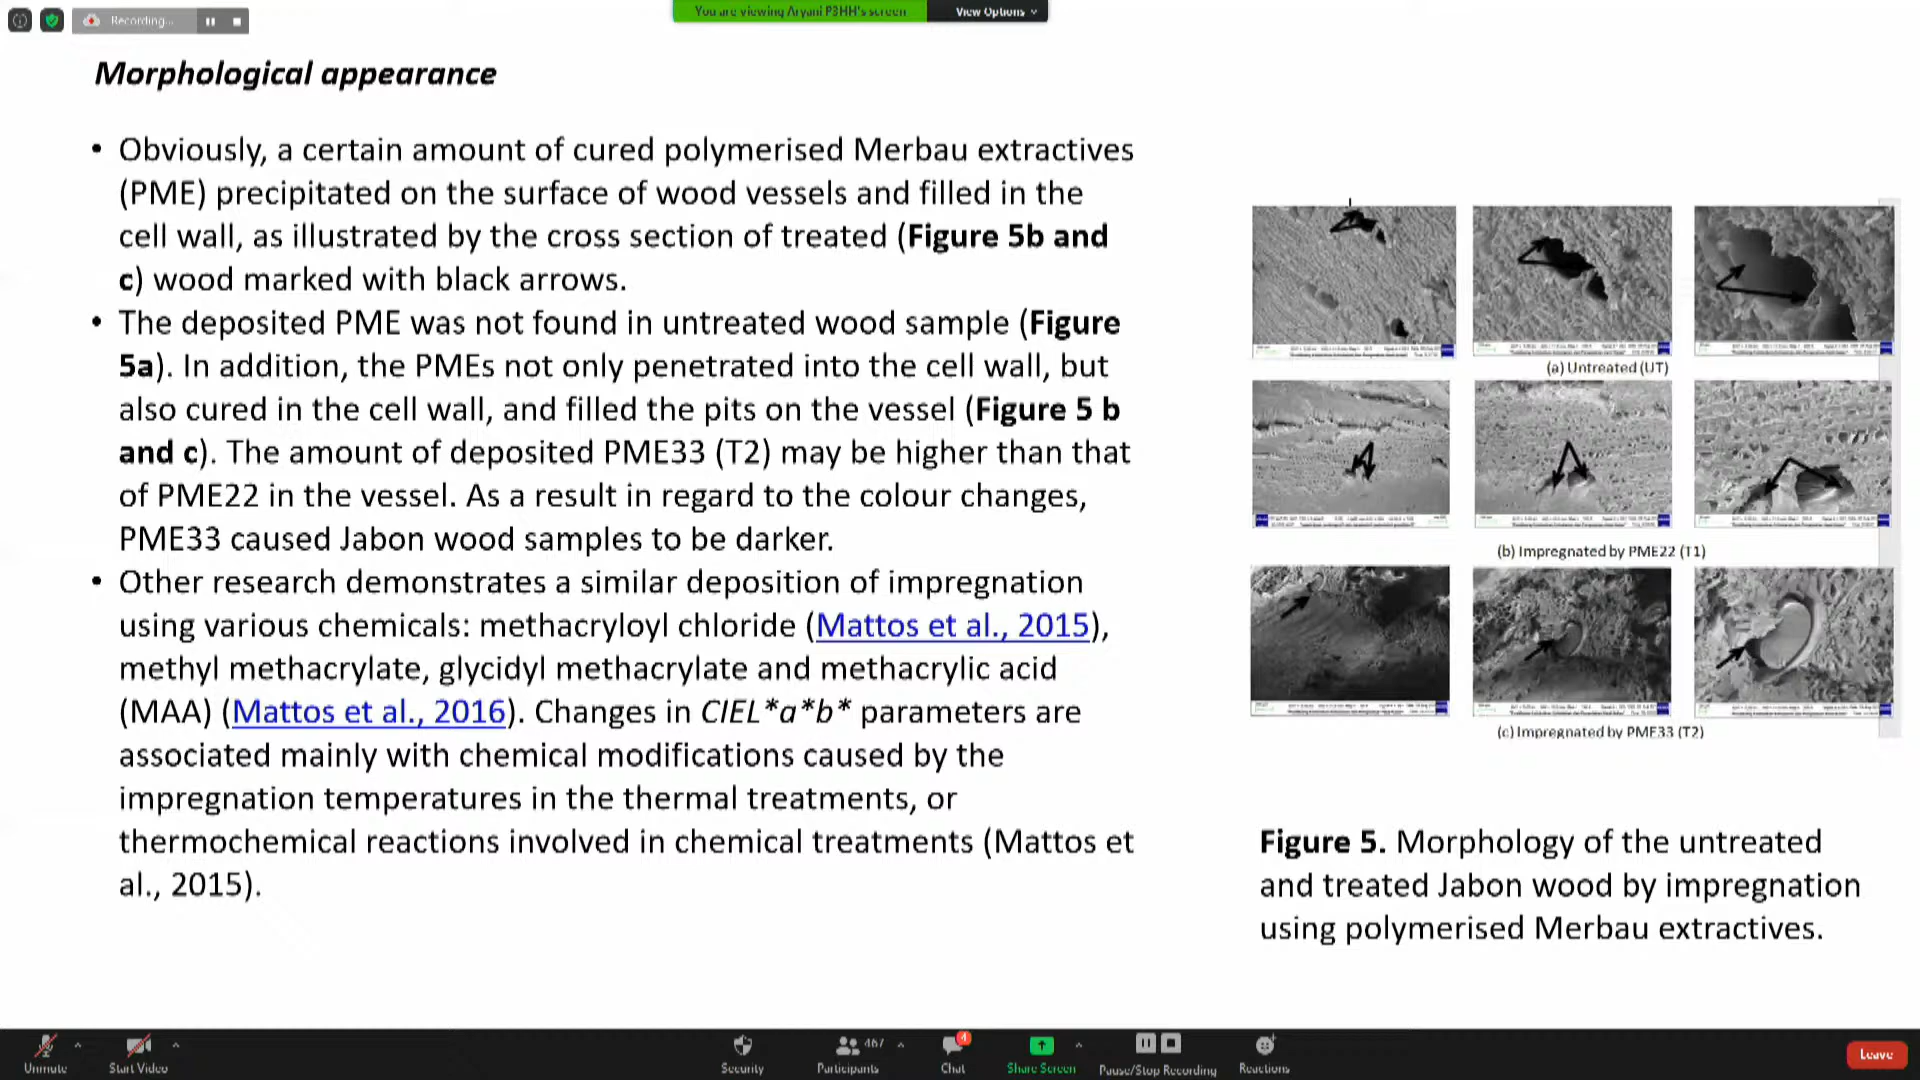 Recording...
You are viewing Aryani P3HH's screen
View Options
Morphological appearance
• Obviously, a certain amount of cured polymerised Merbau extractives
(PME) precipitated on the surface of wood vessels and filled in the
cell wall, as illustrated by the cross section of treated (Figure 5b and
c) wood marked with black arrows.
• The deposited PME was not found in untreated wood sample (Figure
5a). In addition, the PMEs not only penetrated into the cell wall, but
also cured in the cell wall, and filled the pits on the vessel (Figure 5 b
and c). The amount of deposited PME33 (T2) may be higher than that
of PME22 in the vessel. As a result in regard to the colour changes,
PME33 caused Jabon wood samples to be darker.
• Other research demonstrates a similar deposition of impregnation
using various chemicals: methacryloyl chloride (Mattos et al., 2015),
methyl methacrylate, glycidyl methacrylate and methacrylic acid
(MAA) (Mattos et al., 2016). Changes in CIEL*a*b* parameters are
associated mainly with chemical modifications caused by the
impregnation temperatures in the thermal treatments, or
thermochemical reactions involved in chemical treatments (Mattos et
al., 2015).
(a) Untreated (UT)
(b) Impregnated by PME22 (T1)
(c) Impregnated by PME33 (T2)
Figure 5. Morphology of the untreated
and treated Jabon wood by impregnation
using polymerised Merbau extractives.
Unmute
Start Video
Security
467
Participants
4
Chat
Share Screen
Pause/Stop Recording
Reactions
Leave